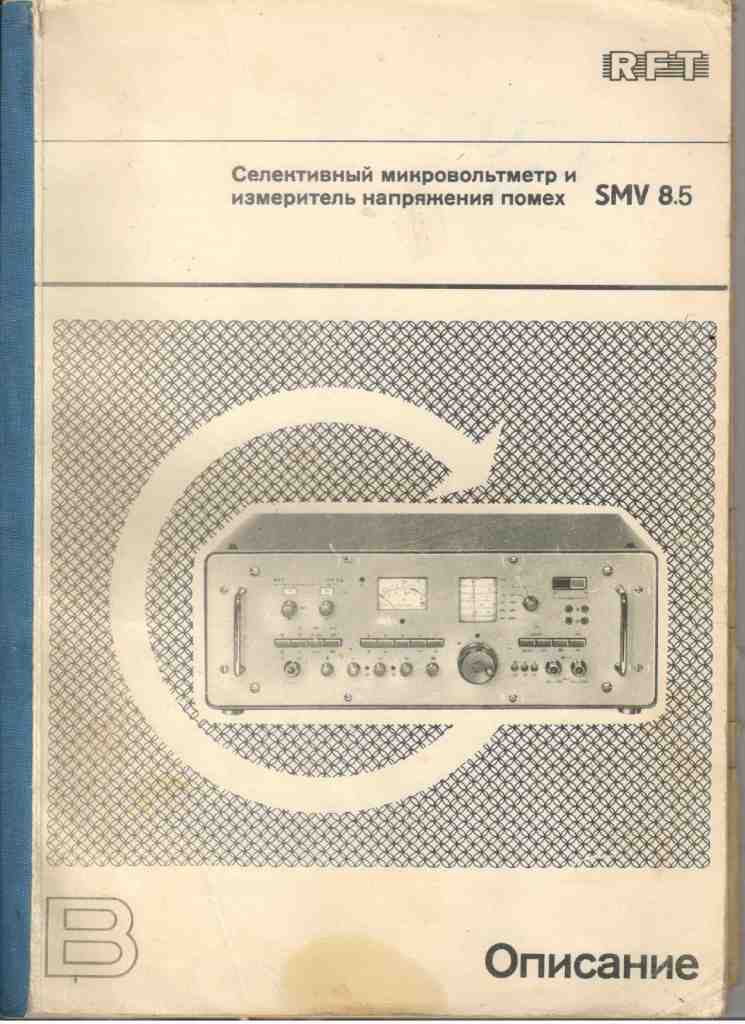 RFT
Селективный микровольтметр и
измеритель напряжения помех SMV 8.5
B
Описание